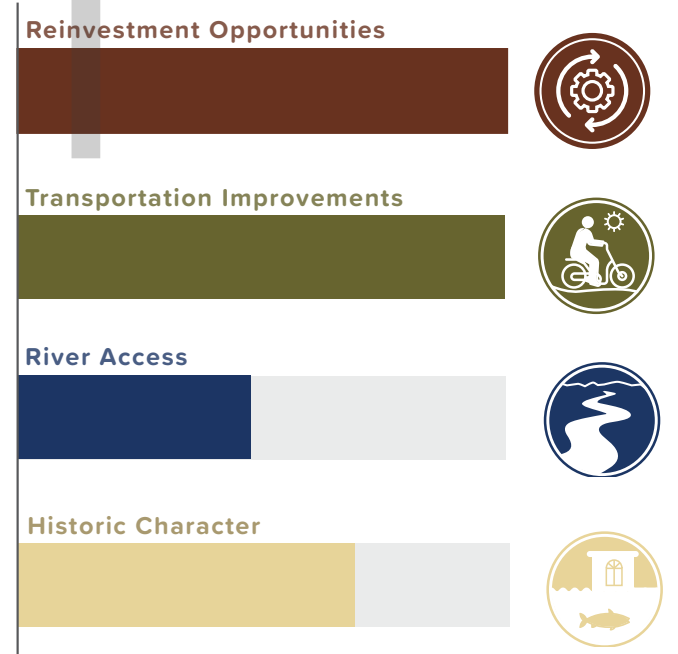 Reinvestment Opportunities
Transportation Improvements
River Access
Historic Character